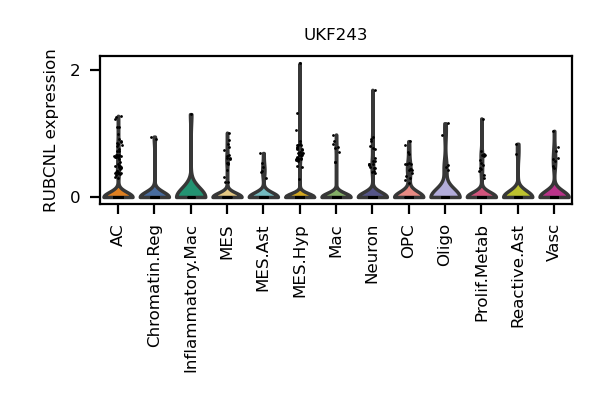 UKF243
RUBCNL expression
2
0
AC
Chromatin.Reg
Inflammatory.Mac
MES
MES.Ast
MES.Hyp
Mac
Neuron
OPC
Oligo
Prolif.Metab
Reactive.Ast
Vasc